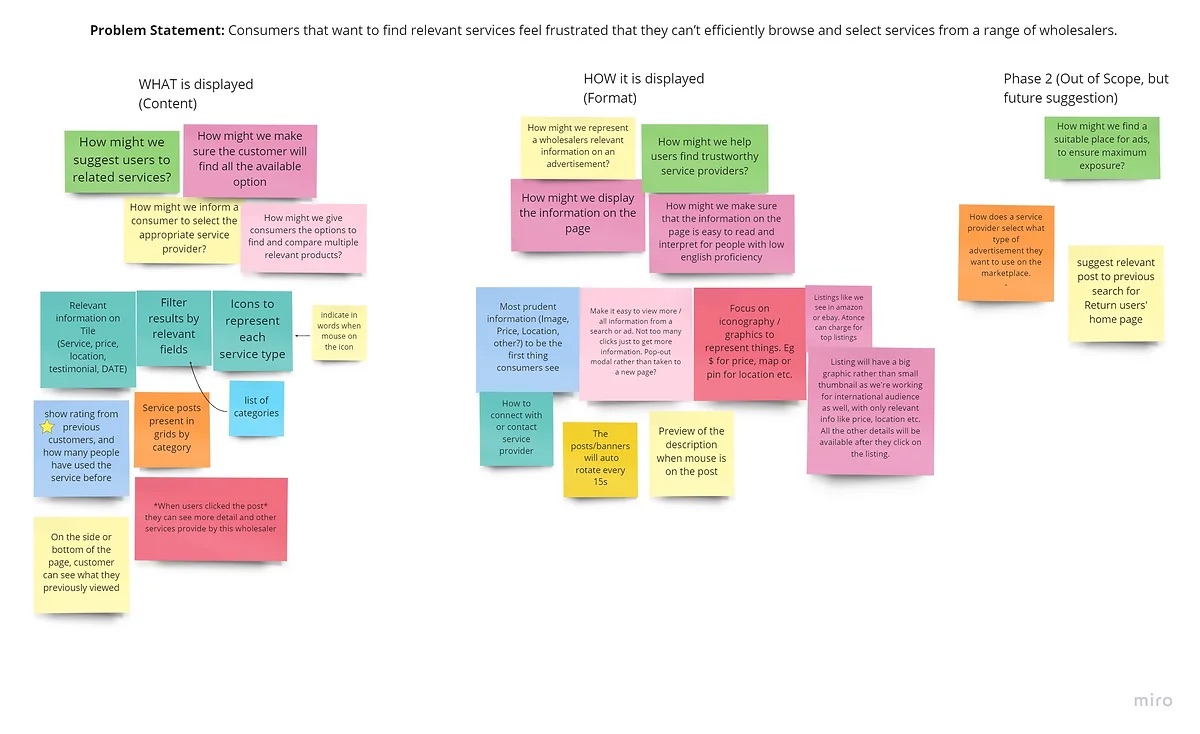 Problem Statement: Consumers that want to find relevant services feel frustrated that they can't efficiently browse and select services from a range of wholesalers.
WHAT is displayed
(Content)
How might we
suggest users to
related services?
How might we make
sure the customer will
find all the available
option
How might we inform a
consumer to select the
appropriate service
provider?
How might we give
consumers the options to
find and compare multiple
relevant products?
Relevant
information on
Tile
(Service, price,
location,
testimonial, DATE)
Filter
results by
relevant
fields
Icons to
represent
each
service type
indicate in
words when
mouse on
the icon
show rating from
previous
customers, and
how many people
have used the
service before
Service posts
present in
grids by
category
list of
categories
*When users clicked the post*
they can see more detail and other
services provide by this wholesaler
On the side or
bottom of the
page, customer
can see what they
previously viewed
HOW it is displayed
(Format)
How might we represent
a wholesalers relevant
information on an
advertisement?
How might we help
users find trustworthy
service providers?
How might we display
the information on the
page
How might we make sure
that the information on the
page is easy to read and
interpret for people with low
english proficiency
Most prudent
information (Image,
Price, Location,
other?) to be the
first thing
consumers see
Make it easy to view more /
all information from a
search or ad. Not too many
clicks just to get more
information. Pop-out
modal rather than taken to
a new page?
Focus on
iconography /
graphics to
represent things. Eg
$ for price, map or
pin for location etc.
Listings like we
see in amazon
or ebay. Atonce
can charge for
top listings
Listing will have a big
graphic rather than small
thumbnail as we're working
for international audience
as well, with only relevant
info like price, location etc.
All the other details will be
available after they click on
the listing.
How to
connect with
or contact
service
provider
The
posts/banners
will auto
rotate every
15s
Preview of the
description
when mouse is
on the post
Phase 2 (Out of Scope, but
future suggestion)
How might we find a
suitable place for ads,
to ensure maximum
exposure?
How does a service
provider select what
type of
advertisement they
want to use on the
marketplace.
-
suggest relevant
post to previous
search for
Return users'
home page
miro